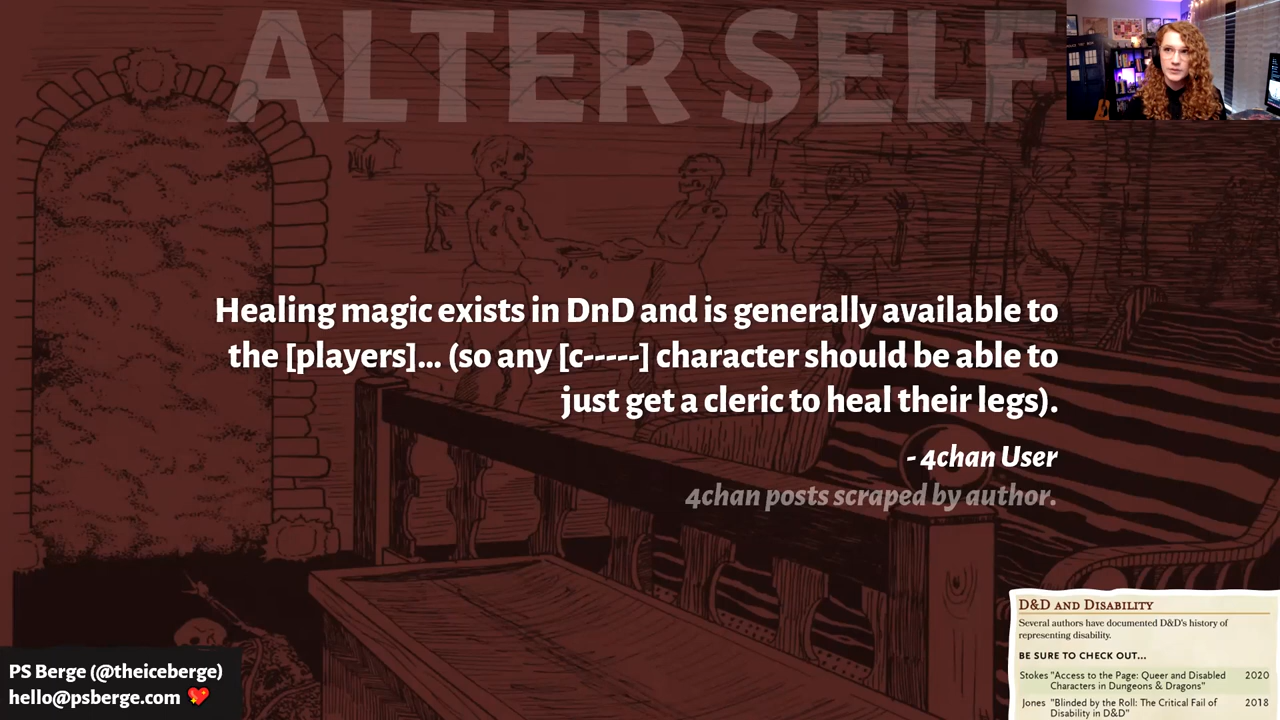 ALTER SELF
Healing magic exists in DnD and is generally available to
the [players]... (so any [c-----] character should be able to
just get a cleric to heal their legs).
- 4chan User
4chan posts scraped by author.
PS Berge (@theiceberge)
hello@psberge.com 💖
D&D AND DISABILITY
Several authors have documented D&D's history of
representing disability.
BE SURE TO CHECK OUT...
Stokes "Access to the Page: Queer and Disabled 2020
Characters in Dungeons & Dragons"
Jones "Blinded by the Roll: The Critical Fail of 2018
Disability in D&D"